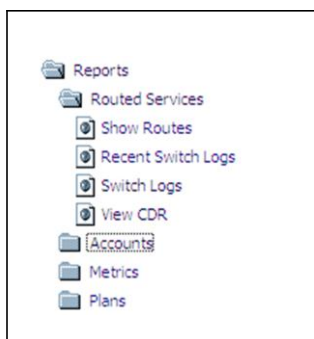 Reports
Routed Services
Show Routes
Recent Switch Logs
Switch Logs
View CDR
Accounts
Metrics
Plans